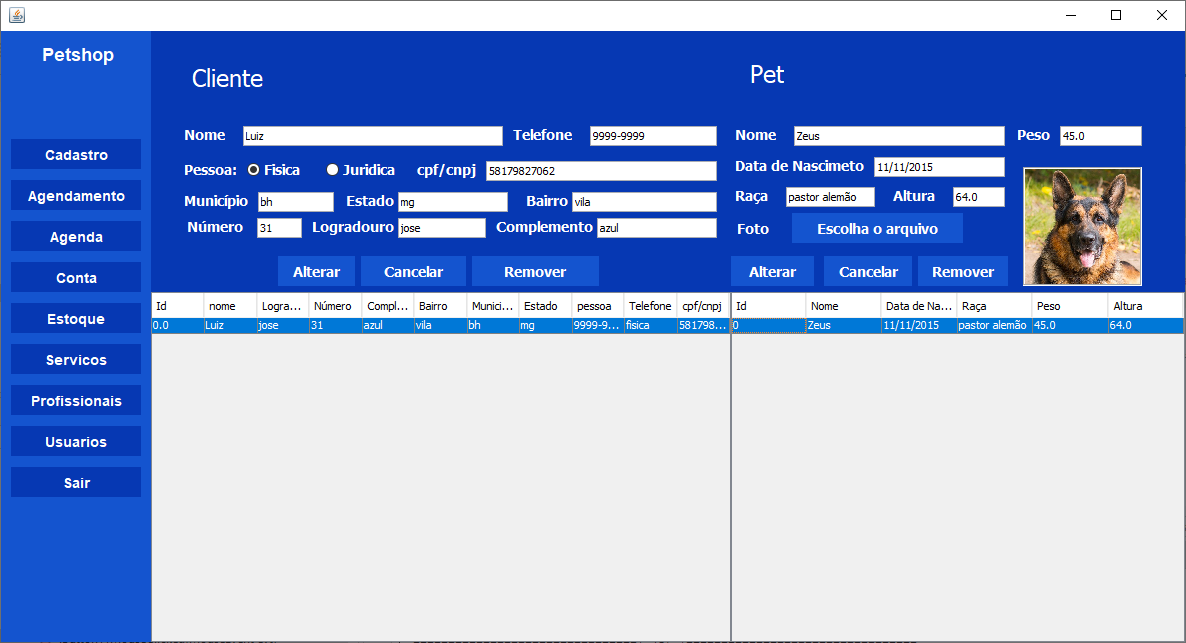 Petshop
Cadastro
Agendamento
Agenda
Conta
Estoque
Servicos
Profissionais
Usuarios
Sair
Cliente
Nome Luiz Telefone 9999-9999
Pessoa: Fisica Juridica cpf/cnpj 58179827062
Município bh Estado mg Bairro vila
Número 31 Logradouro jose Complemento azul
Alterar Cancelar Remover
Id nome Logra... Número Compl... Bairro Munici... Estado pessoa Telefone cpf/cnpj
0.0 Luiz jose 31 azul vila bh mg 9999-9... fisica 581798...
Pet
Nome Zeus Peso 45.0
Data de Nascimeto 11/11/2015
Raça pastor alemão Altura 64.0
Foto Escolha o arquivo
Alterar Cancelar Remover
Id Nome Data de Na... Raça Peso Altura
0 Zeus 11/11/2015 pastor alemão 45.0 64.0